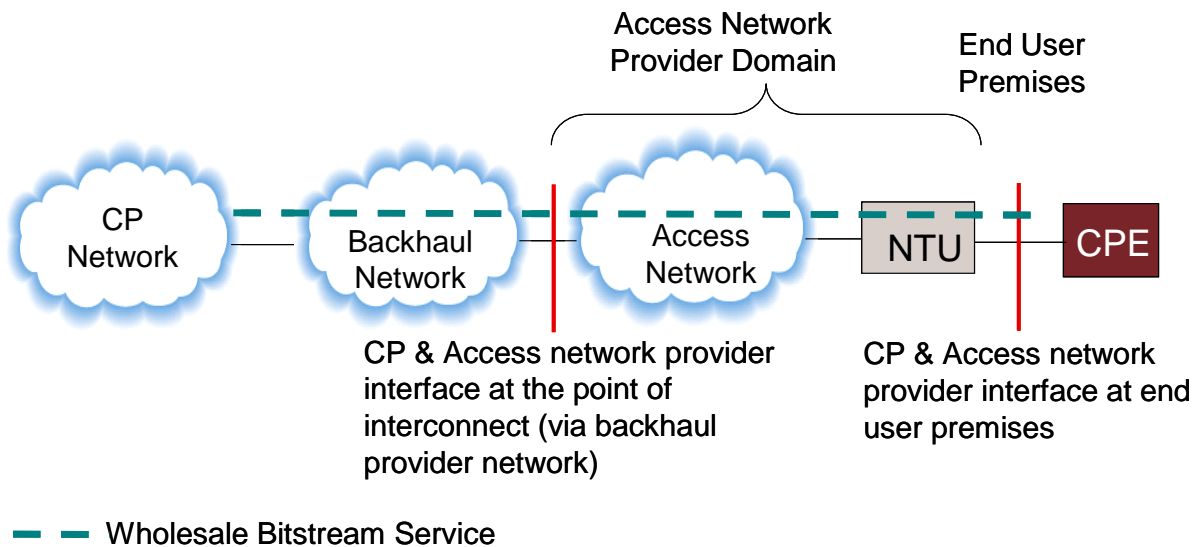 Access Network
Provider Domain
End User
Premises
CP
Network
Backhaul
Network
Access
Network
NTU
CPE
CP & Access network provider
interface at the point of
interconnect (via backhaul
provider network)
CP & Access network
provider interface at end
user premises
Wholesale Bitstream Service